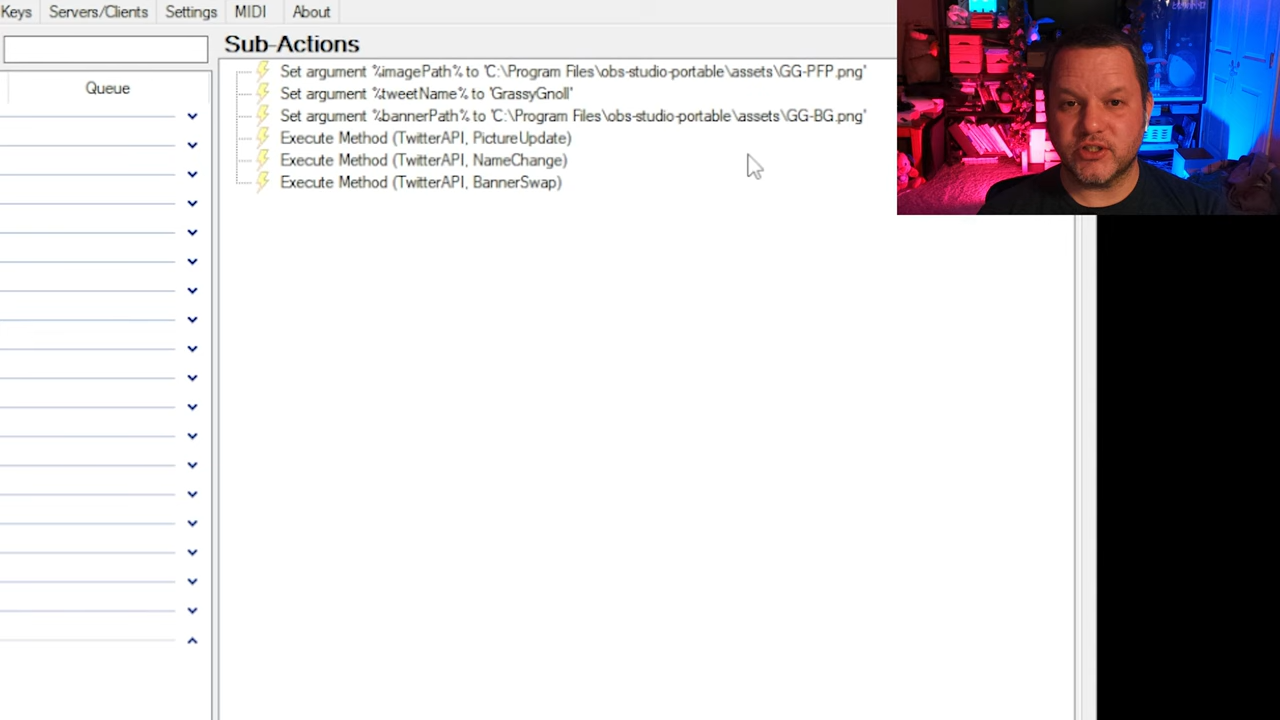 Keys Servers/Clients Settings MIDI About
Sub-Actions
Queue
Set argument %imagePath% to 'C:\Program Files\obs-studio-portable\assets\GG-PFP.png'
Set argument %tweetName% to 'GrassyGnoll'
Set argument %bannerPath% to 'C:\Program Files\obs-studio-portable\assets\GG-BG.png'
Execute Method (TwitterAPI, PictureUpdate)
Execute Method (TwitterAPI, NameChange)
Execute Method (TwitterAPI, BannerSwap)